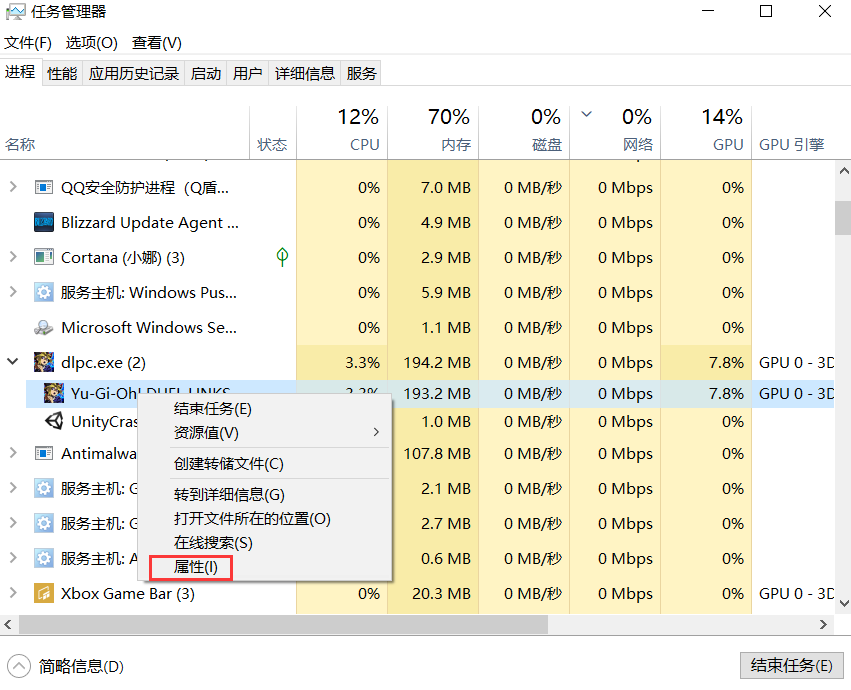 任务管理器
文件(F) 选项(O) 查看(V)
进程 性能 应用历史记录 启动 用户 详细信息 服务
12% 70% 0% 0% 14%
名称 状态 CPU 内存 磁盘 网络 GPU GPU 引擎
QQ安全防护进程（Q盾... 0% 7.0 MB 0 MB/秒 0 Mbps 0%
Blizzard Update Agent ... 0% 4.9 MB 0 MB/秒 0 Mbps 0%
Cortana (小娜) (3) 0% 2.9 MB 0 MB/秒 0 Mbps 0%
服务主机: Windows Pus... 0% 5.9 MB 0 MB/秒 0 Mbps 0%
Microsoft Windows Se... 0% 1.1 MB 0 MB/秒 0 Mbps 0%
dlpc.exe (2) 3.3% 194.2 MB 0 MB/秒 0 Mbps 7.8% GPU 0 - 3D
Yu-Gi-Oh! DUEL LINKS 3.3% 193.2 MB 0 MB/秒 0 Mbps 7.8% GPU 0 - 3D
结束任务(E)
UnityCras 1.0 MB 0 MB/秒 0 Mbps 0%
资源值(V)
Antimalwa 107.8 MB 0 MB/秒 0 Mbps 0%
创建转储文件(C)
服务主机: G 2.1 MB 0 MB/秒 0 Mbps 0%
转到详细信息(G)
服务主机: G 2.7 MB 0 MB/秒 0 Mbps 0%
打开文件所在的位置(O)
在线搜索(S)
服务主机: A 0.6 MB 0 MB/秒 0 Mbps 0%
属性(I)
Xbox Game Bar (3) 0% 20.3 MB 0 MB/秒 0 Mbps 0% GPU 0 - 3D
简略信息(D) 结束任务(E)